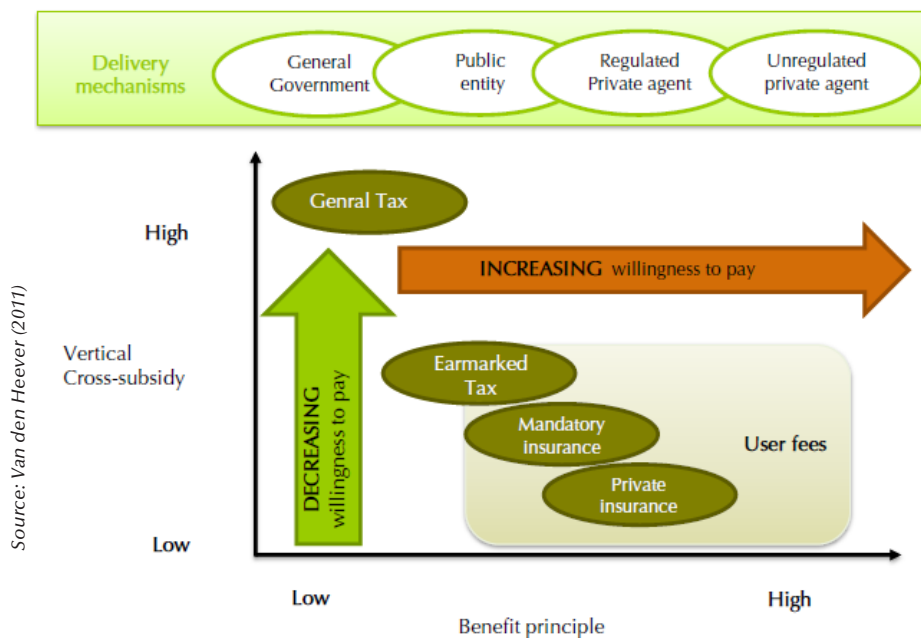 Delivery
mechanisms
General
Government
Public
entity
Regulated
Private agent
Unregulated
private agent
Genral Tax
High
INCREASING willingness to pay
Source: Van den Heever (2011)
Vertical
Cross-subsidy
DECREASING
willingness to pay
Earmarked
Tax
Mandatory
insurance
User fees
Private
insurance
Low
Low
High
Benefit principle